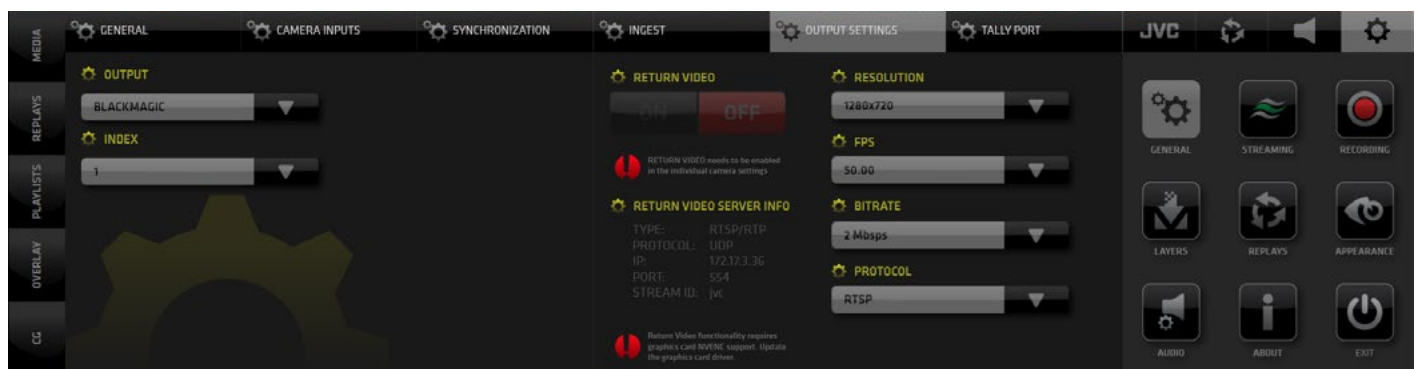 MEDIA
REPLAYS
PLAYLISTS
OVERLAY
CG
GENERAL
CAMERA INPUTS
SYNCHRONIZATION
INGEST
OUTPUT SETTINGS
TALLY PORT
JVC
OUTPUT
BLACKMAGIC
INDEX
1
RETURN VIDEO
ON OFF
RETURN VIDEO needs to be enabled
in the individual camera settings
RETURN VIDEO SERVER INFO
TYPE: RTSP/RTP
PROTOCOL: UDP
IP: 172.17.3.36
PORT: 554
STREAM ID: jvc
Return Video functionality requires
graphics card NVENC support. Update
the graphics card driver.
RESOLUTION
1280x720
FPS
50.00
BITRATE
2 Mbsps
PROTOCOL
RTSP
GENERAL
STREAMING
RECORDING
LAYERS
REPLAYS
APPEARANCE
AUDIO
ABOUT
EXIT